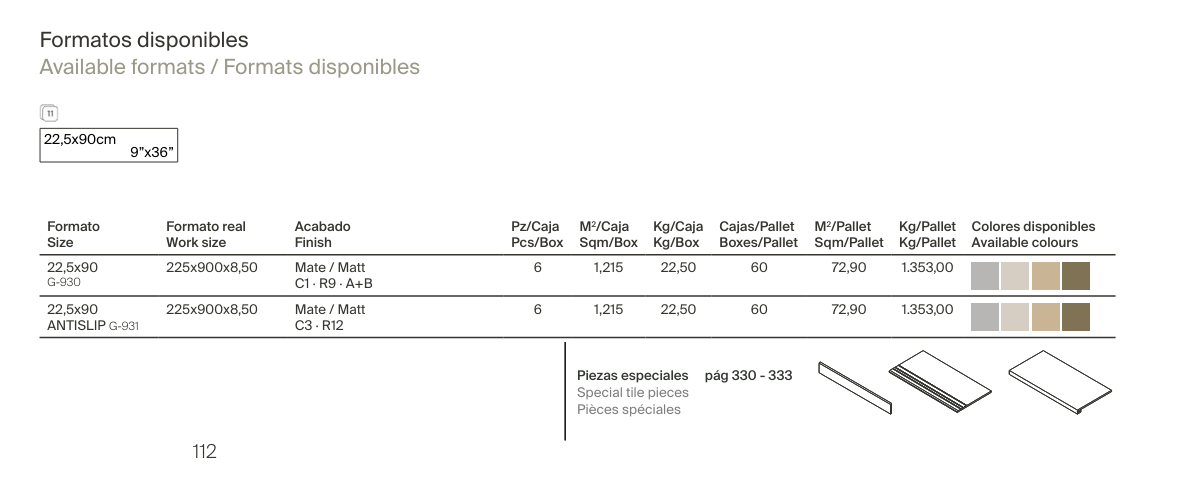 Formatos disponibles
Available formats / Formats disponibles
11
22,5x90cm
9”x36”
Formato Formato real Acabado Pz/Caja M²/Caja Kg/Caja Cajas/Pallet M²/Pallet Kg/Pallet Colores disponibles
Size Work size Finish Pcs/Box Sqm/Box Kg/Box Boxes/Pallet Sqm/Pallet Kg/Pallet Available colours
22,5x90 225x900x8,50 Mate / Matt 6 1,215 22,50 60 72,90 1.353,00
G-930 C1 · R9 · A+B
22,5x90 225x900x8,50 Mate / Matt 6 1,215 22,50 60 72,90 1.353,00
ANTISLIP G-931 C3 · R12
Piezas especiales pág 330 - 333
Special tile pieces
Pièces spéciales
112